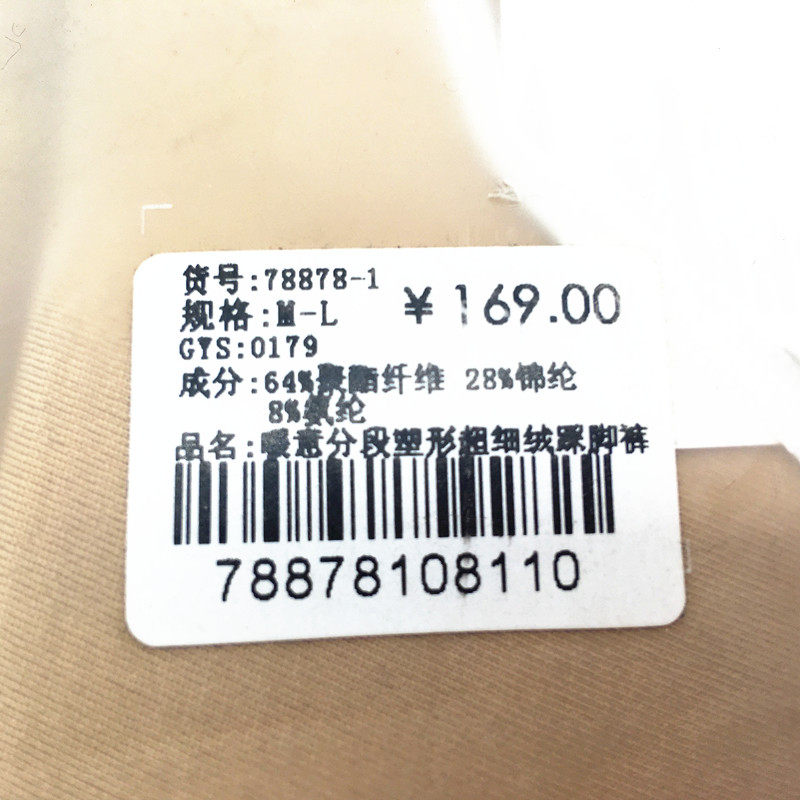 货号:78878-1
规格:M-L
¥169.00
GYS:0179
成分:64%聚酯纤维 28%锦纶
8%氨纶
品名:暖意分段塑形超细绒踩脚裤
78878108110